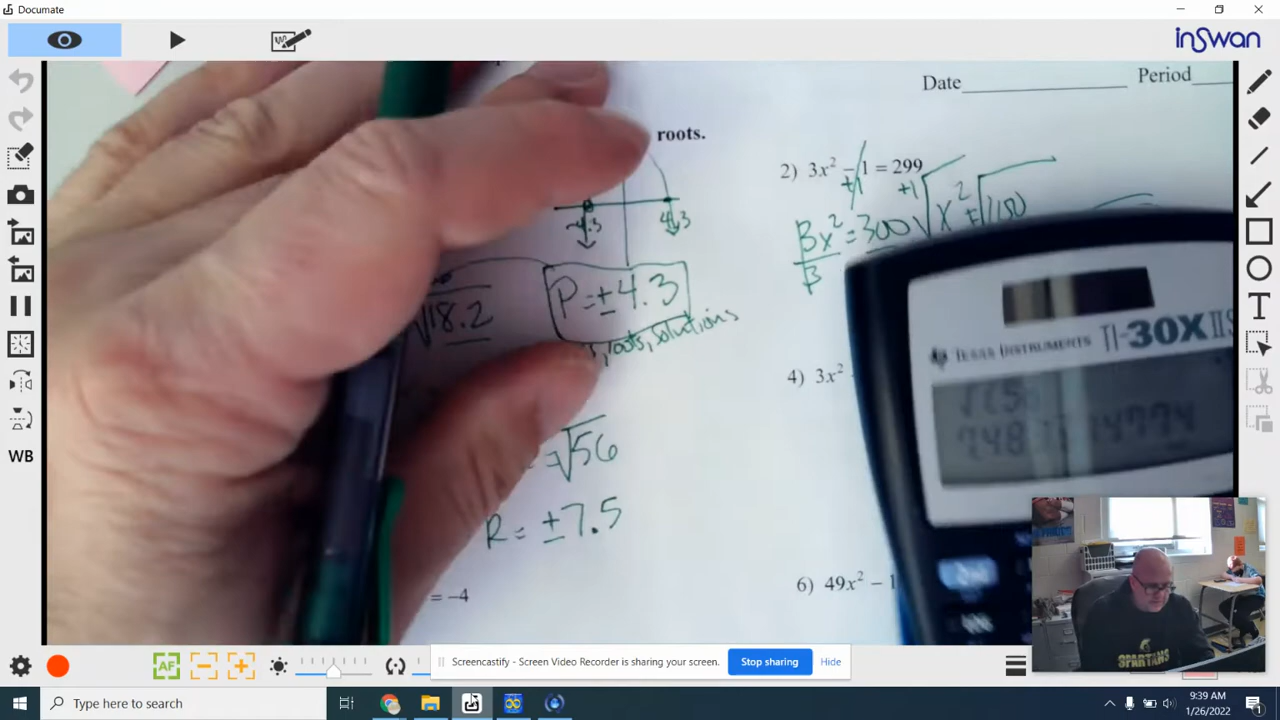 Documate
inSwan
Date Period
roots.
2) 3x² - 1 = 299
+1 +1
3x² = 300 √x² ±√100
3
-4.3 4.3
√18.2
P = ± 4.3
roots, solutions
TEXAS INSTRUMENTS TI-30X IIS
4) 3x²
√56
R = ±7.5
6) 49x² - 1
= -4
T
WB
AF
SPARTANS
Screencastify - Screen Video Recorder is sharing your screen.
Stop sharing
Hide
Type here to search
9:39 AM
1/26/2022